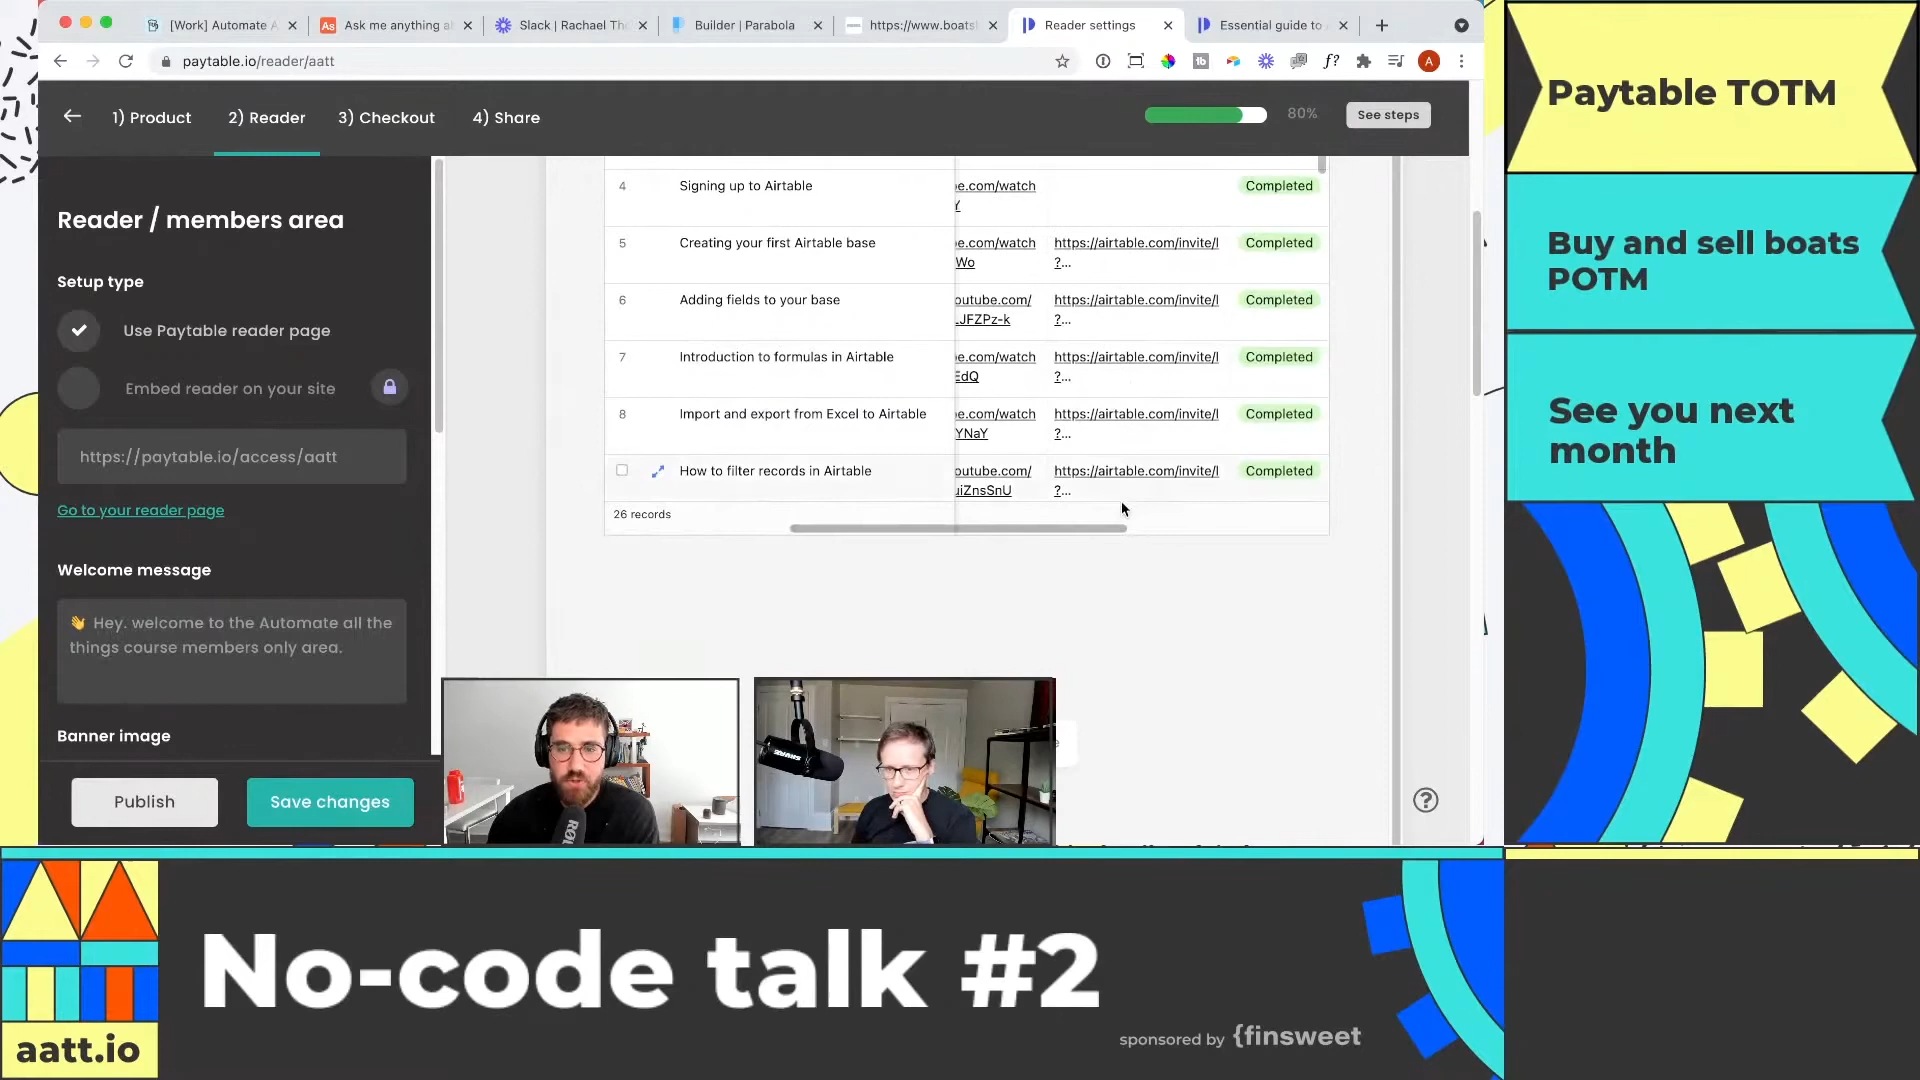 [Work] Automate A
Ask me anything a
Slack | Rachael Tho
Builder | Parabola
https://www.boats
Reader settings
Essential guide to
paytable.io/reader/aatt
1) Product
2) Reader
3) Checkout
4) Share
80%
See steps
Reader / members area
Setup type
Use Paytable reader page
Embed reader on your site
https://paytable.io/access/aatt
Go to your reader page
Welcome message
👋 Hey. welcome to the Automate all the
things course members only area.
Banner image
Publish
Save changes
4 Signing up to Airtable be.com/watch Completed
Y
5 Creating your first Airtable base be.com/watch https://airtable.com/invite/l Completed
Wo ?...
6 Adding fields to your base outube.com/ https://airtable.com/invite/l Completed
JFZPz-k ?...
7 Introduction to formulas in Airtable be.com/watch https://airtable.com/invite/l Completed
EdQ ?...
8 Import and export from Excel to Airtable be.com/watch https://airtable.com/invite/l Completed
YNaY ?...
How to filter records in Airtable outube.com/ https://airtable.com/invite/l Completed
uiZnsSnU ?...
26 records
Paytable TOTM
Buy and sell boats
POTM
See you next
month
SHURE
RØDE
aatt.io
No-code talk #2
sponsored by {finsweet